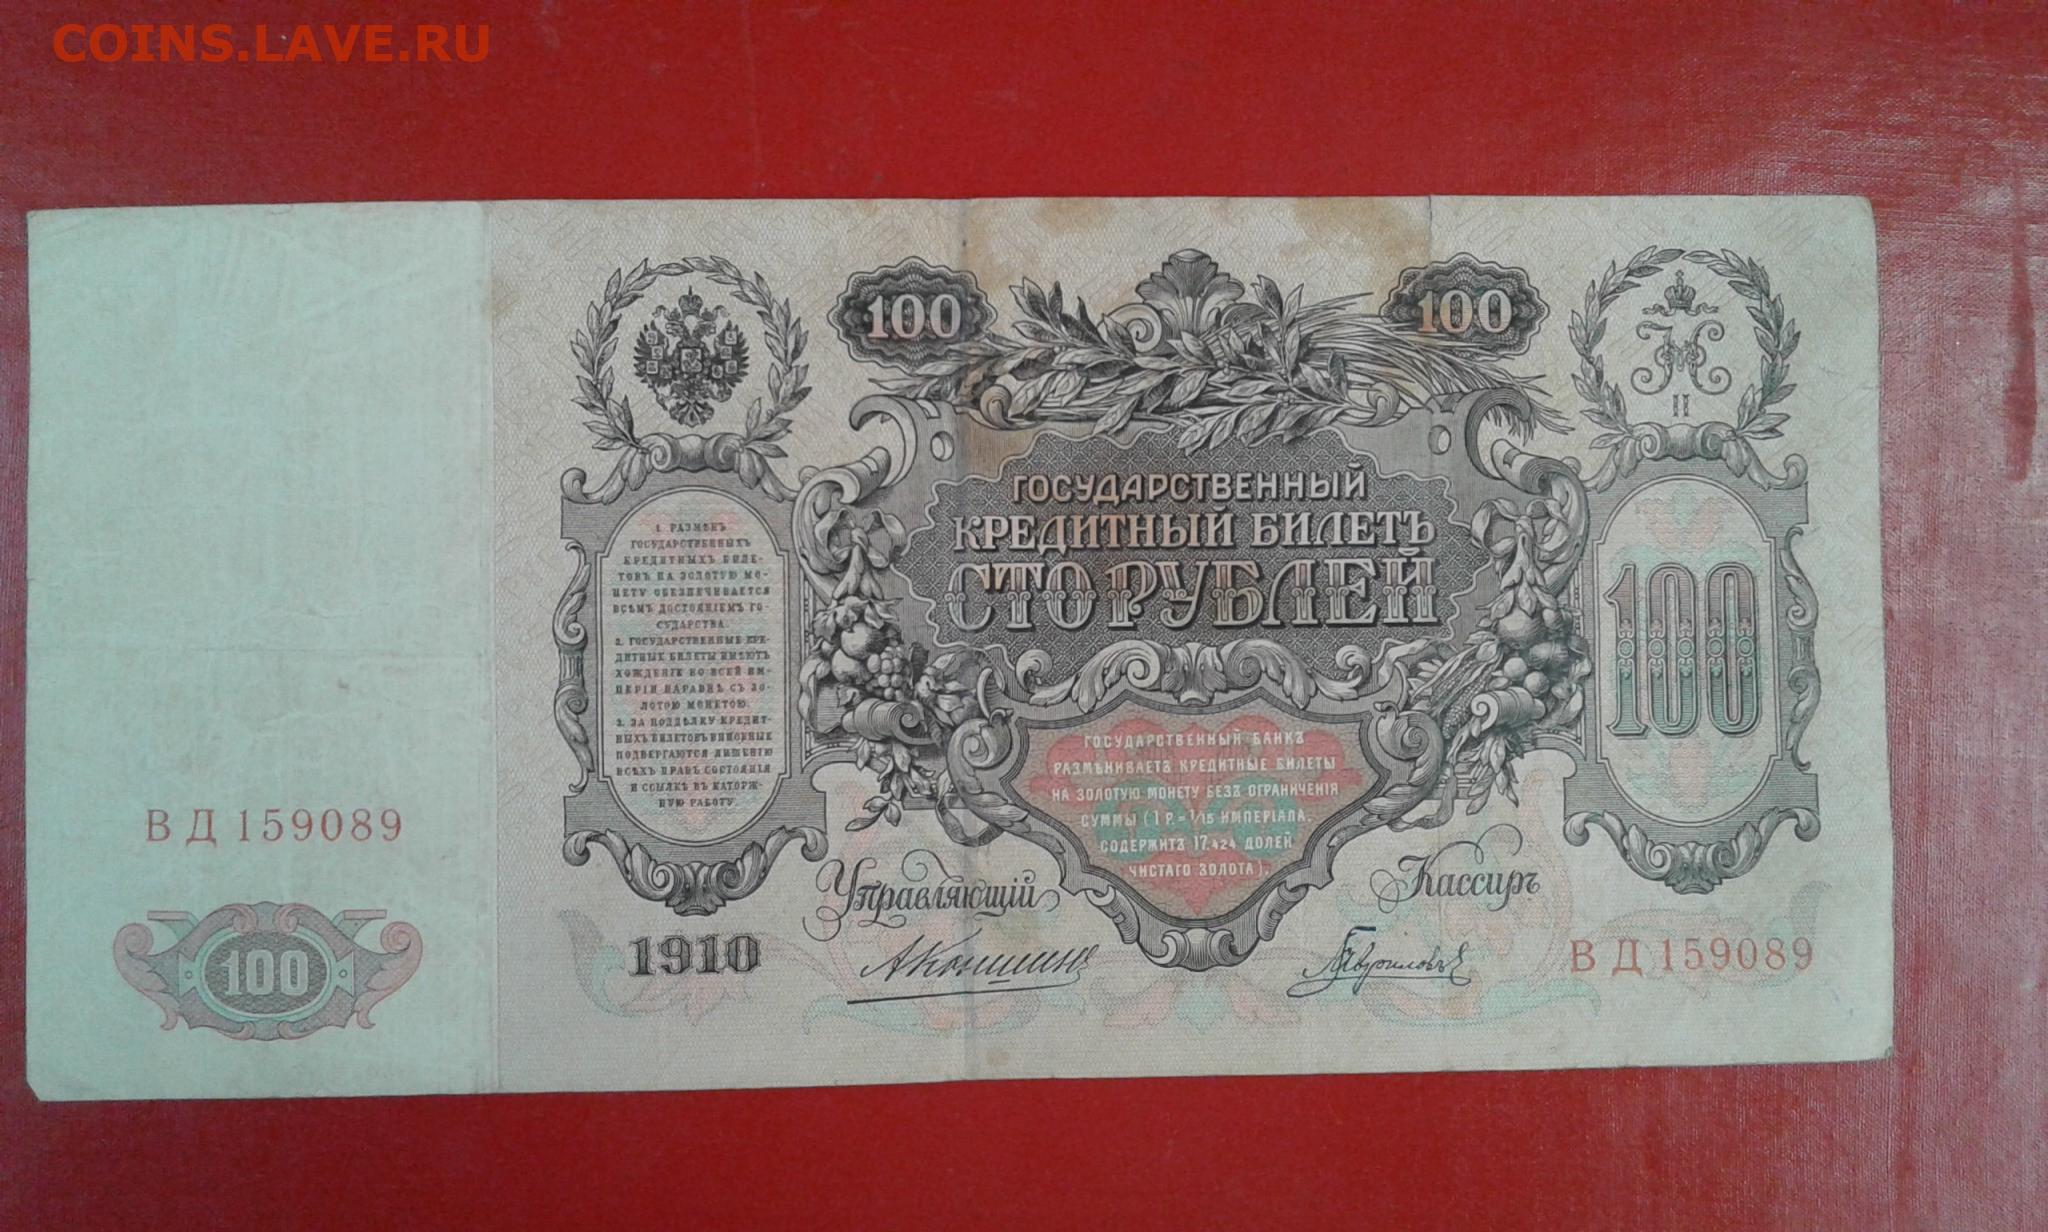 COINS.LAVE.RU
100
100
Н
II
ГОСУДАРСТВЕННЫЙ
КРЕДИТНЫЙ БИЛЕТЪ
СТО РУБЛЕЙ
1. РАЗМѢНЪ
ГОСУДАРСТВЕННЫХЪ
КРЕДИТНЫХЪ БИЛЕ-
ТОВЪ НА ЗОЛОТУЮ МО-
НЕТУ ОБЕЗПЕЧИВАЕТСЯ
ВСѢМЪ ДОСТОЯНІЕМЪ ГО-
СУДАРСТВА.
2. ГОСУДАРСТВЕННЫЕ КРЕ-
ДИТНЫЕ БИЛЕТЫ ИМѢЮТЪ
ХОЖДЕНІЕ ВО ВСЕЙ ИМ-
ПЕРІИ НАРАВНѢ СЪ ЗО-
ЛОТОЮ МОНЕТОЮ.
3. ЗА ПОДДѢЛКУ КРЕДИТ-
НЫХЪ БИЛЕТОВЪ ВИНОВНЫЕ
ПОДВЕРГАЮТСЯ ЛИШЕНІЮ
ВСѢХЪ ПРАВЪ СОСТОЯНІЯ
И ССЫЛКѢ ВЪ КАТОРЖ-
НУЮ РАБОТУ.
100
ГОСУДАРСТВЕННЫЙ БАНКЪ
РАЗМѢНИВАЕТЪ КРЕДИТНЫЕ БИЛЕТЫ
НА ЗОЛОТУЮ МОНЕТУ БЕЗЪ ОГРАНИЧЕНІЯ
СУММЫ (1 Р. = 1/15 ИМПЕРІАЛА,
СОДЕРЖИТЪ 17,424 ДОЛЕЙ
ЧИСТАГО ЗОЛОТА).
ВД 159089
100
Управляющій
Кассиръ
1910
АКоншинъ
Гавриловъ
ВД 159089